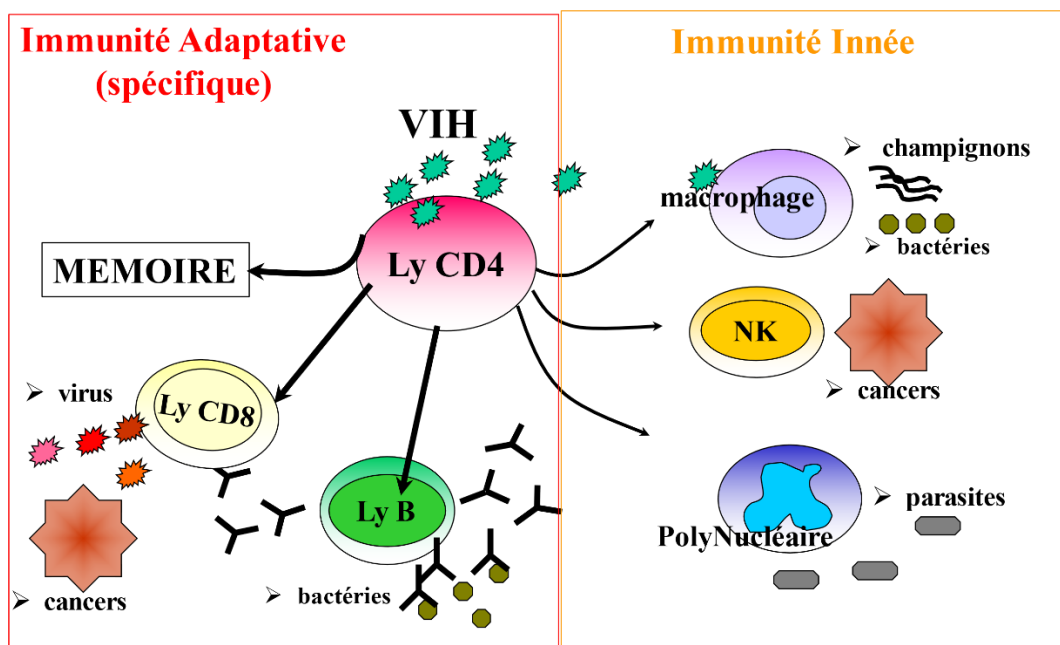 Immunité Adaptative
(spécifique)
VIH
MEMOIRE
Ly CD4
➢ virus
Ly CD8
Ly B
➢ cancers
➢ bactéries
Immunité Innée
➢ champignons
macrophage
➢ bactéries
NK
➢ cancers
➢ parasites
PolyNucléaire